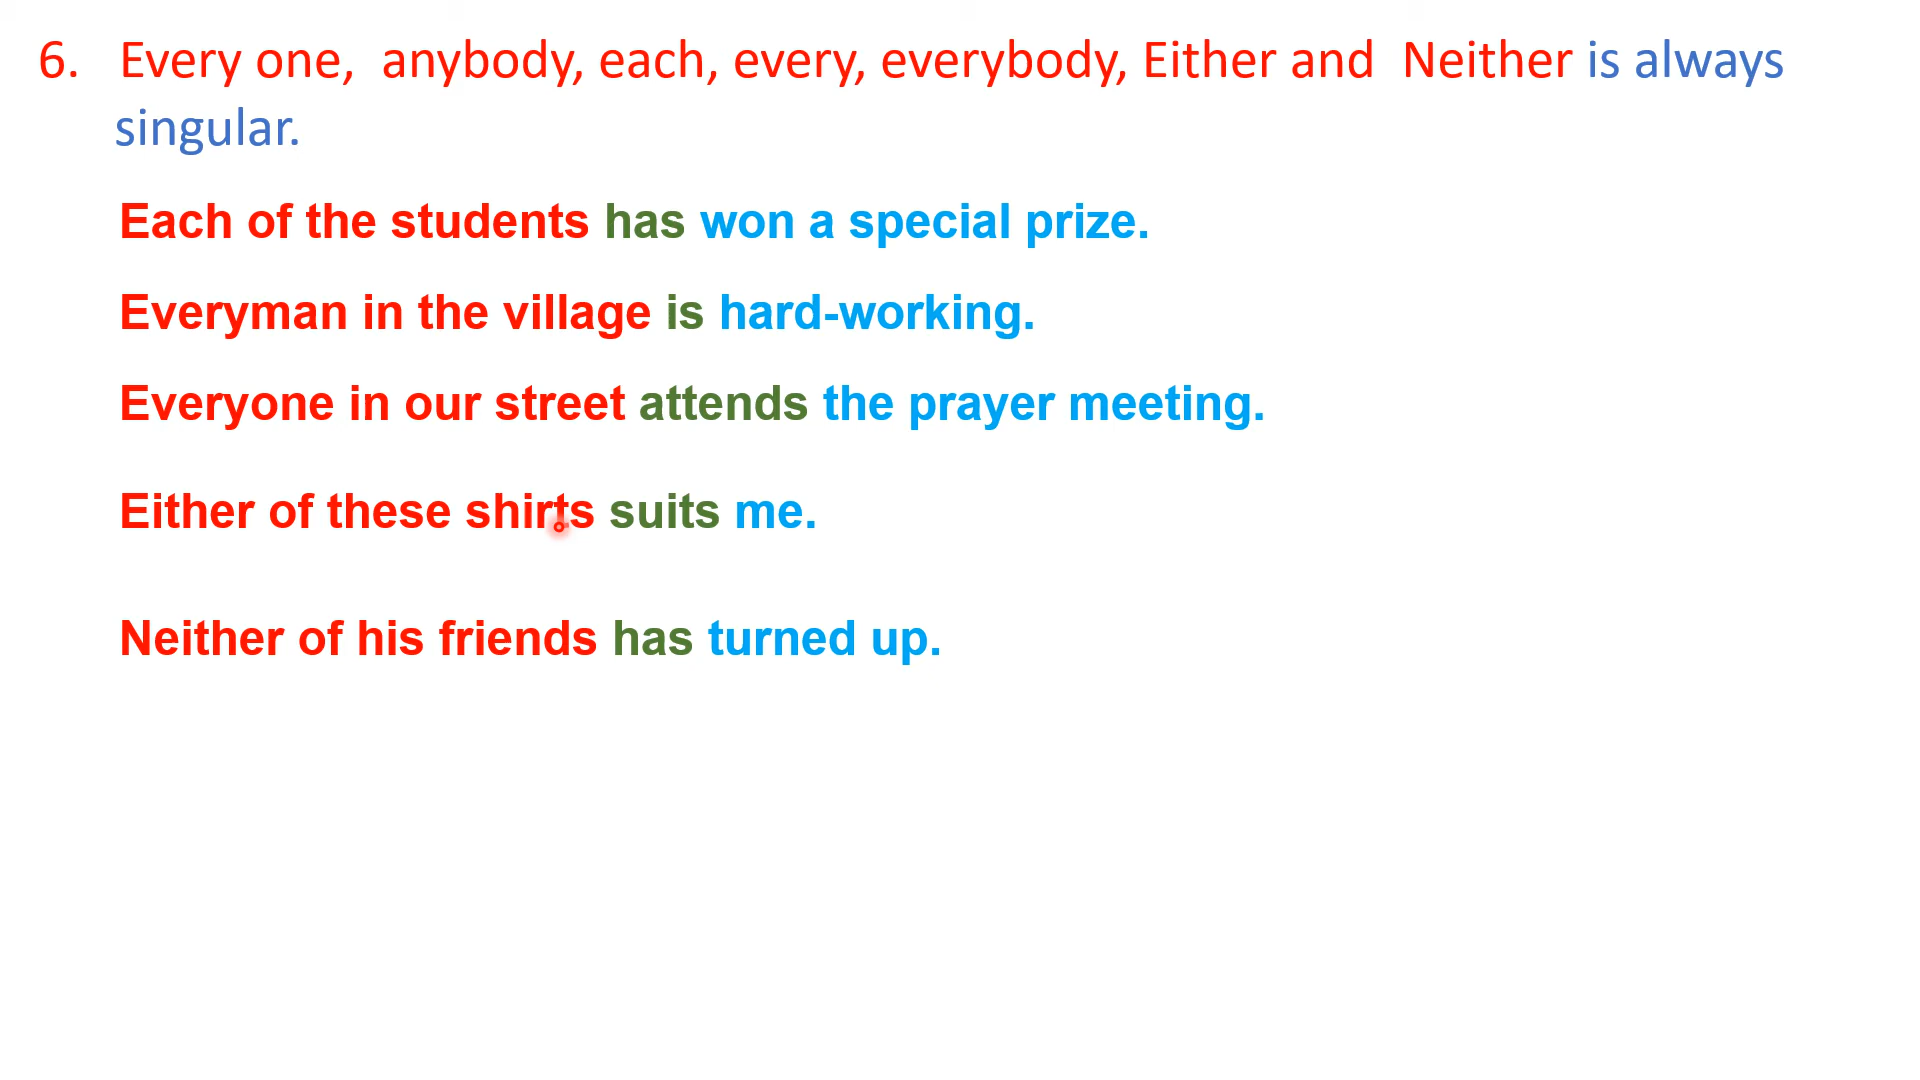 6. Every one, anybody, each, every, everybody, Either and Neither is always
singular.
Each of the students has won a special prize.
Everyman in the village is hard-working.
Everyone in our street attends the prayer meeting.
Either of these shirts suits me.
Neither of his friends has turned up.